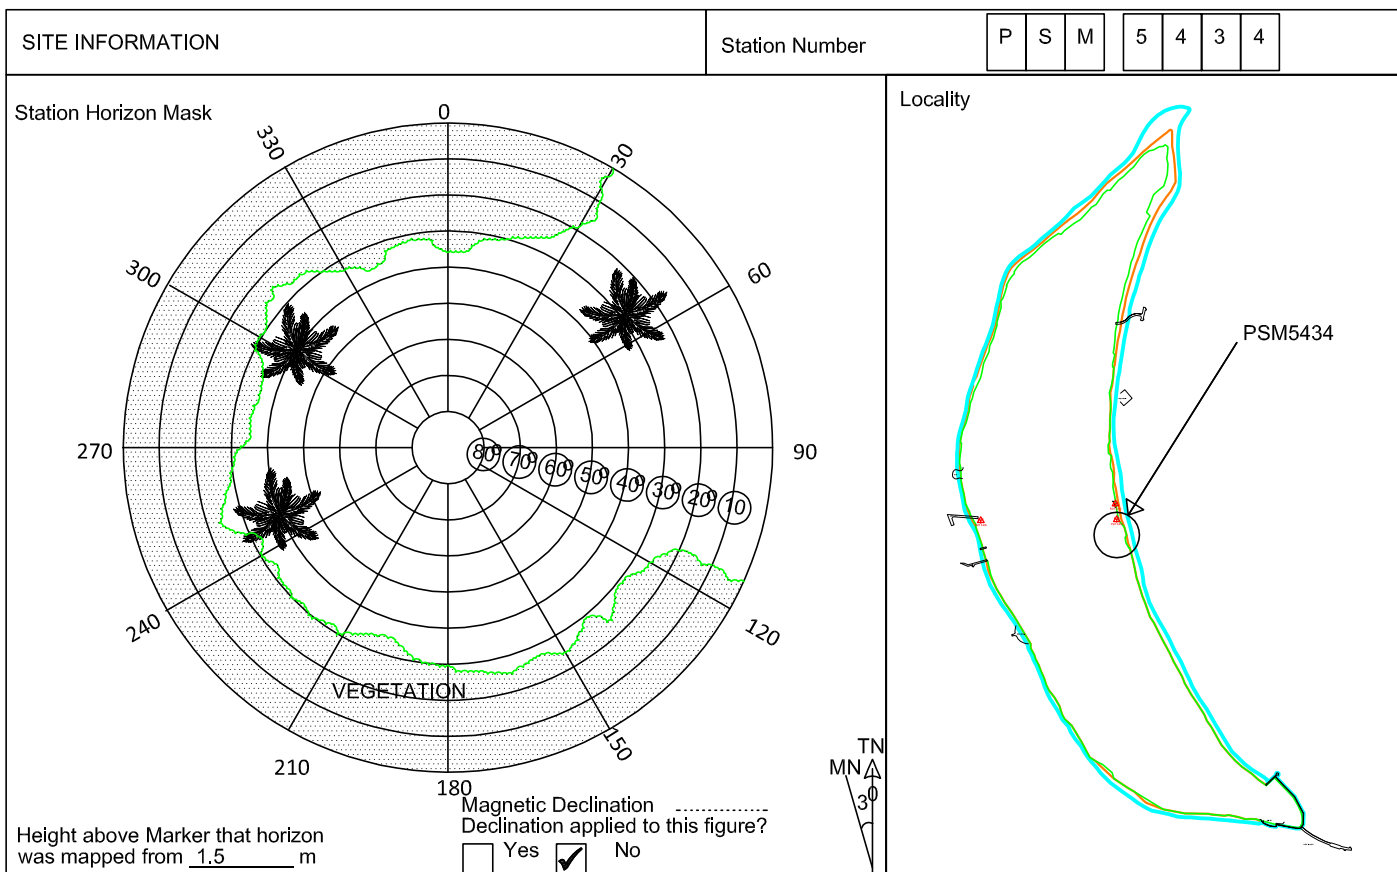 SITE INFORMATION
Station Number
P S M 5 4 3 4
Station Horizon Mask
Locality
0
30
60
90
120
150
180
210
240
270
300
330
80°
70°
60°
50°
40°
30°
20°
10
VEGETATION
PSM5434
TN
MN
3°
Magnetic Declination
Declination applied to this figure?
Yes ✓ No
Height above Marker that horizon
was mapped from 1.5 m